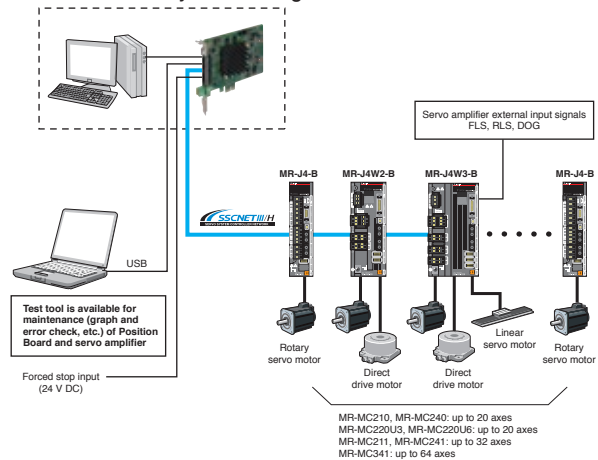 Servo amplifier external input signals
FLS, RLS, DOG
MR-J4-B
MR-J4W2-B
MR-J4W3-B
MR-J4-B
SSCNETIII/H
SERVO SYSTEM CONTROLLER NETWORK
USB
Test tool is available for
maintenance (graph and
error check, etc.) of Position
Board and servo amplifier
Forced stop input
(24 V DC)
Rotary
servo motor
Direct
drive motor
Direct
drive motor
Linear
servo motor
Rotary
servo motor
MR-MC210, MR-MC240: up to 20 axes
MR-MC220U3, MR-MC220U6: up to 20 axes
MR-MC211, MR-MC241: up to 32 axes
MR-MC341: up to 64 axes